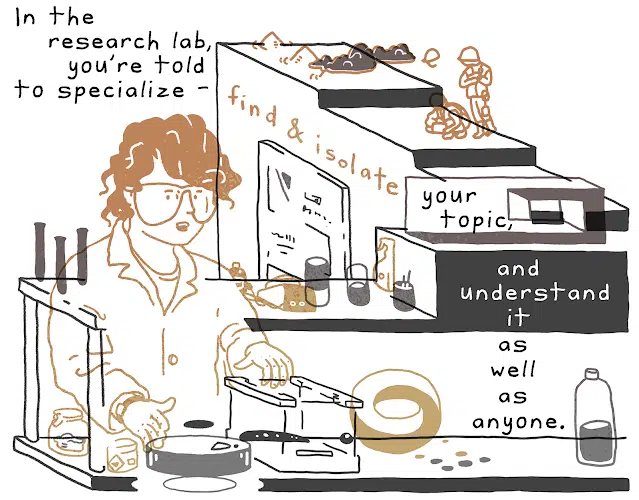 In the
research lab,
you're told
to specialize -
find & isolate
your
topic,
and
understand
it
as
well
as
anyone.